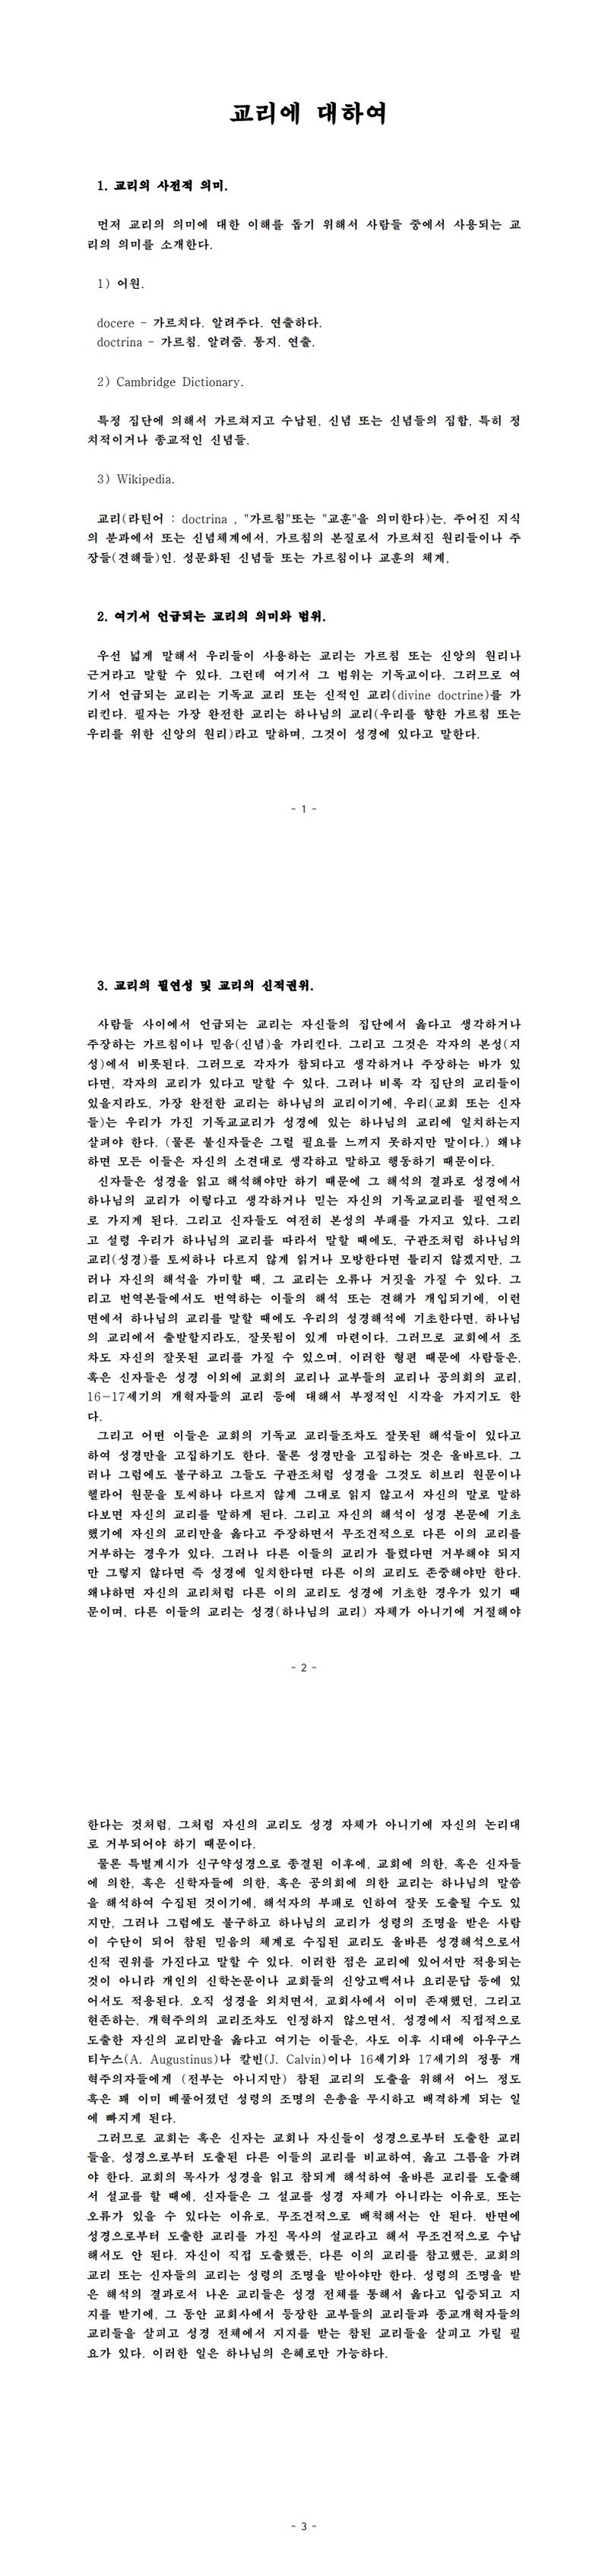 교리에 대하여
1. 교리의 사전적 의미.
먼저 교리의 의미에 대한 이해를 돕기 위해서 사람들 중에서 사용되는 교
리의 의미를 소개한다.
1) 어원.
docere - 가르치다. 알려주다. 연출하다.
doctrina - 가르침. 알려줌. 통지. 연출.
2) Cambridge Dictionary.
특정 집단에 의해서 가르쳐지고 수납된, 신념 또는 신념들의 집합, 특히 정
치적이거나 종교적인 신념들.
3) Wikipedia.
교리(라틴어 : doctrina , "가르침"또는 "교훈"을 의미한다)는, 주어진 지식
의 분과에서 또는 신념체계에서, 가르침의 본질로서 가르쳐진 원리들이나 주
장들(견해들)인. 성문화된 신념들 또는 가르침이나 교훈의 체계.
2. 여기서 언급되는 교리의 의미와 범위.
우선 넓게 말해서 우리들이 사용하는 교리는 가르침 또는 신앙의 원리나
근거라고 말할 수 있다. 그런데 여기서 그 범위는 기독교이다. 그러므로 여
기서 언급되는 교리는 기독교 교리 또는 신적인 교리(divine doctrine)를 가
리킨다. 필자는 가장 완전한 교리는 하나님의 교리(우리를 향한 가르침 또는
우리를 위한 신앙의 원리)라고 말하며, 그것이 성경에 있다고 말한다.
- 1 -
3. 교리의 필연성 및 교리의 신적권위.
사람들 사이에서 언급되는 교리는 자신들의 집단에서 옳다고 생각하거나
주장하는 가르침이나 믿음(신념)을 가리킨다. 그리고 그것은 각자의 본성(지
성)에서 비롯된다. 그러므로 각자가 참되다고 생각하거나 주장하는 바가 있
다면, 각자의 교리가 있다고 말할 수 있다. 그러나 비록 각 집단의 교리들이
있을지라도, 가장 완전한 교리는 하나님의 교리이기에, 우리(교회 또는 신자
들)는 우리가 가진 기독교교리가 성경에 있는 하나님의 교리에 일치하는지
살펴야 한다. (물론 불신자들은 그럴 필요를 느끼지 못하지만 말이다.) 왜냐
하면 모든 이들은 자신의 소견대로 생각하고 말하고 행동하기 때문이다.
신자들은 성경을 읽고 해석해야만 하기 때문에 그 해석의 결과로 성경에서
하나님의 교리가 이렇다고 생각하거나 믿는 자신의 기독교교리를 필연적으
로 가지게 된다. 그리고 신자들도 여전히 본성의 부패를 가지고 있다. 그리
고 설령 우리가 하나님의 교리를 따라서 말할 때에도, 구관조처럼 하나님의
교리(성경)를 토씨하나 다르지 않게 읽거나 모방한다면 틀리지 않겠지만, 그
러나 자신의 해석을 가미할 때, 그 교리는 오류나 거짓을 가질 수 있다. 그
리고 번역본들에서도 번역하는 이들의 해석 또는 견해가 개입되기에, 이런
면에서 하나님의 교리를 말할 때에도 우리의 성경해석에 기초한다면, 하나님
의 교리에서 출발할지라도, 잘못됨이 있게 마련이다. 그러므로 교회에서 조
차도 자신의 잘못된 교리를 가질 수 있으며, 이러한 형편 때문에 사람들은,
혹은 신자들은 성경 이외에 교회의 교리나 교부들의 교리나 공의회의 교리,
16-17세기의 개혁자들의 교리 등에 대해서 부정적인 시각을 가지기도 한
다.
그리고 어떤 이들은 교회의 기독교 교리들조차도 잘못된 해석들이 있다고
하여 성경만을 고집하기도 한다. 물론 성경만을 고집하는 것은 올바르다. 그
러나 그럼에도 불구하고 그들도 구관조처럼 성경을 그것도 히브리 원문이나
헬라어 원문을 토씨하나 다르지 않게 그대로 읽지 않고서 자신의 말로 말하
다보면 자신의 교리를 말하게 된다. 그리고 자신의 해석이 성경 본문에 기초
했기에 자신의 교리만을 옳다고 주장하면서 무조건적으로 다른 이의 교리를
거부하는 경우가 있다. 그러나 다른 이들의 교리가 틀렸다면 거부해야 되지
만 그렇지 않다면 즉 성경에 일치한다면 다른 이의 교리도 존중해야만 한다.
왜냐하면 자신의 교리처럼 다른 이의 교리도 성경에 기초한 경우가 있기 때
문이며, 다른 이들의 교리는 성경(하나님의 교리) 자체가 아니기에 거절해야
- 2 -
한다는 것처럼, 그처럼 자신의 교리도 성경 자체가 아니기에 자신의 논리대
로 거부되어야 하기 때문이다.
물론 특별계시가 신구약성경으로 종결된 이후에, 교회에 의한, 혹은 신자들
에 의한, 혹은 신학자들에 의한, 혹은 공의회에 의한 교리는 하나님의 말씀
을 해석하여 수집된 것이기에, 해석자의 부패로 인하여 잘못 도출될 수도 있
지만, 그러나 그럼에도 불구하고 하나님의 교리가 성령의 조명을 받은 사람
이 수단이 되어 참된 믿음의 체계로 수집된 교리도 올바른 성경해석으로서
신적 권위를 가진다고 말할 수 있다. 이러한 점은 교리에 있어서만 적용되는
것이 아니라 개인의 신학논문이나 교회들의 신앙고백서나 요리문답 등에 있
어서도 적용된다. 오직 성경을 외치면서, 교회사에서 이미 존재했던, 그리고
현존하는, 개혁주의의 교리조차도 인정하지 않으면서, 성경에서 직접적으로
도출한 자신의 교리만을 옳다고 여기는 이들은, 사도 이후 시대에 아우구스
티누스(A. Augustinus)나 칼빈(J. Calvin)이나 16세기와 17세기의 정통 개
혁주의자들에게 (전부는 아니지만) 참된 교리의 도출을 위해서 어느 정도
혹은 꽤 이미 베풀어졌던 성령의 조명의 은총을 무시하고 배격하게 되는 일
에 빠지게 된다.
그러므로 교회는 혹은 신자는 교회나 자신들이 성경으로부터 도출한 교리
들을, 성경으로부터 도출된 다른 이들의 교리를 비교하여, 옳고 그름을 가려
야 한다. 교회의 목사가 성경을 읽고 참되게 해석하여 올바른 교리를 도출해
서 설교를 할 때에, 신자들은 그 설교를 성경 자체가 아니라는 이유로, 또는
오류가 있을 수 있다는 이유로, 무조건적으로 배척해서는 안 된다. 반면에
성경으로부터 도출한 교리를 가진 목사의 설교라고 해서 무조건적으로 수납
해서도 안 된다. 자신이 직접 도출했든, 다른 이의 교리를 참고했든, 교회의
교리 또는 신자들의 교리는 성령의 조명을 받아야만 한다. 성령의 조명을 받
은 해석의 결과로서 나온 교리들은 성경 전체를 통해서 옳다고 입증되고 지
지를 받기에, 그 동안 교회사에서 등장한 교부들의 교리들과 종교개혁자들의
교리들을 살피고 성경 전체에서 지지를 받는 참된 교리들을 살피고 가릴 필
요가 있다. 이러한 일은 하나님의 은혜로만 가능하다.
- 3 -